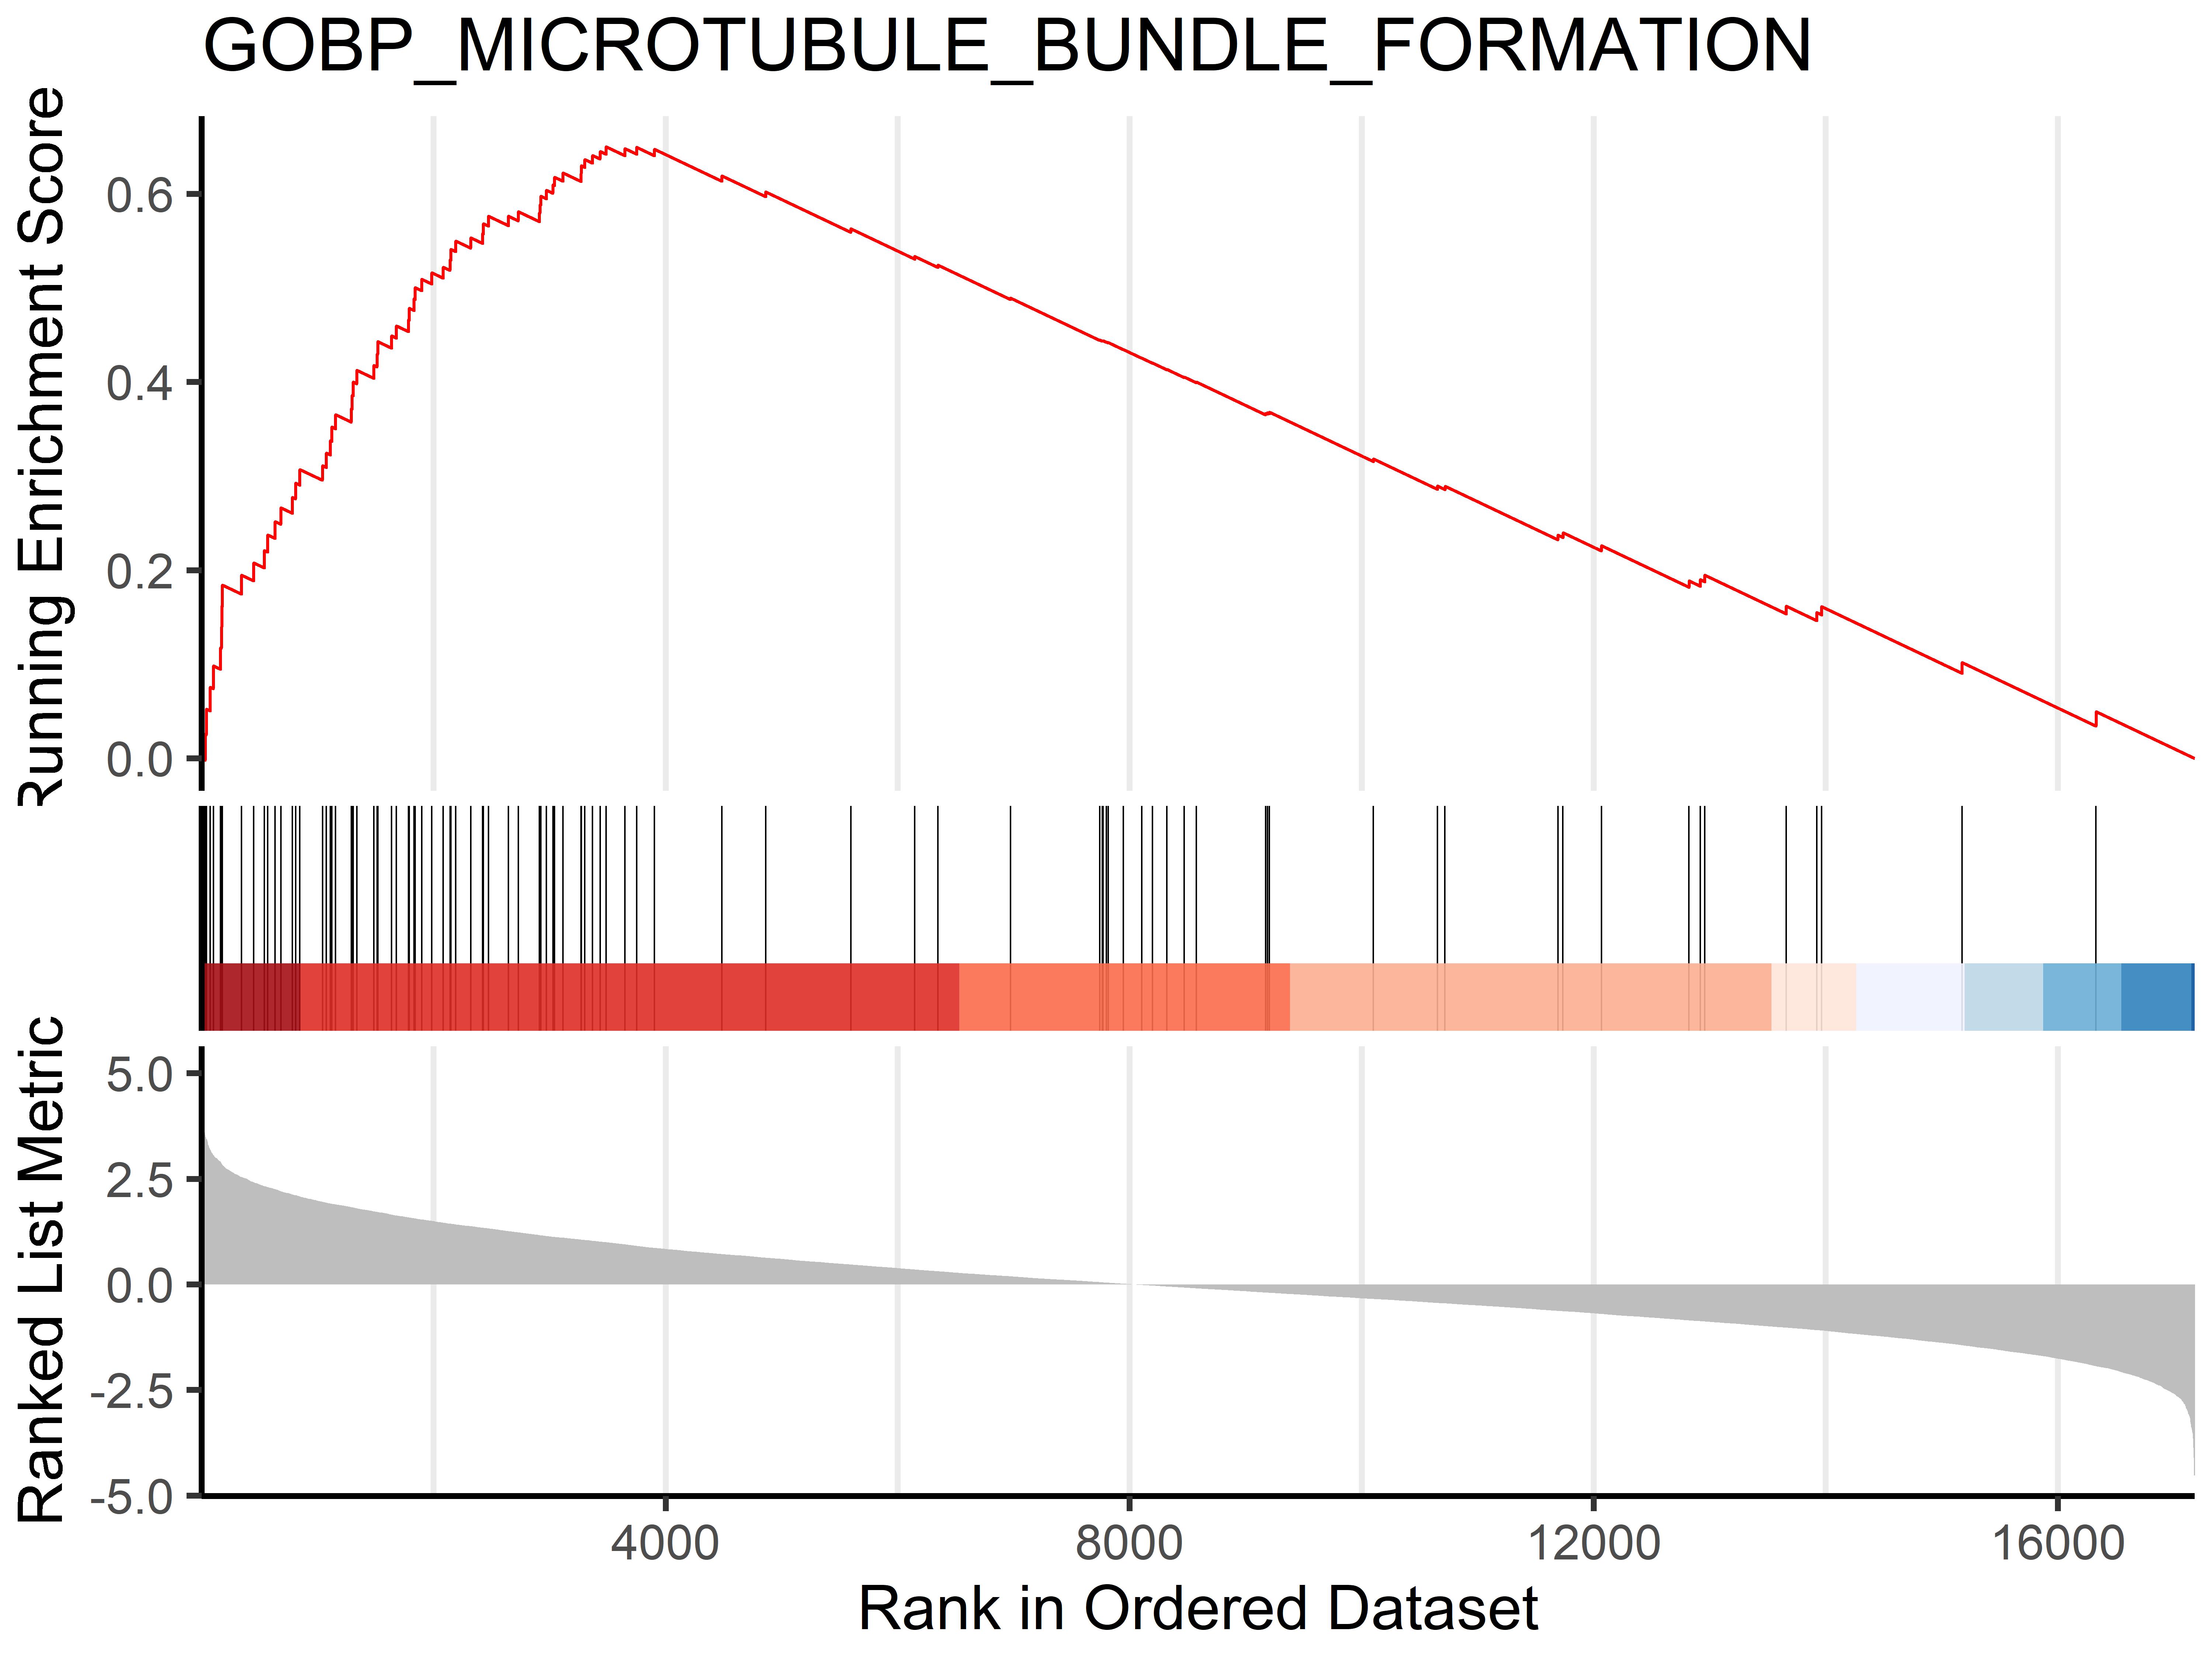 GOBP_MICROTUBULE_BUNDLE_FORMATION
Running Enrichment Score
0.6
0.4
0.2
0.0
Ranked List Metric
5.0
2.5
0.0
-2.5
-5.0
4000 8000 12000 16000
Rank in Ordered Dataset